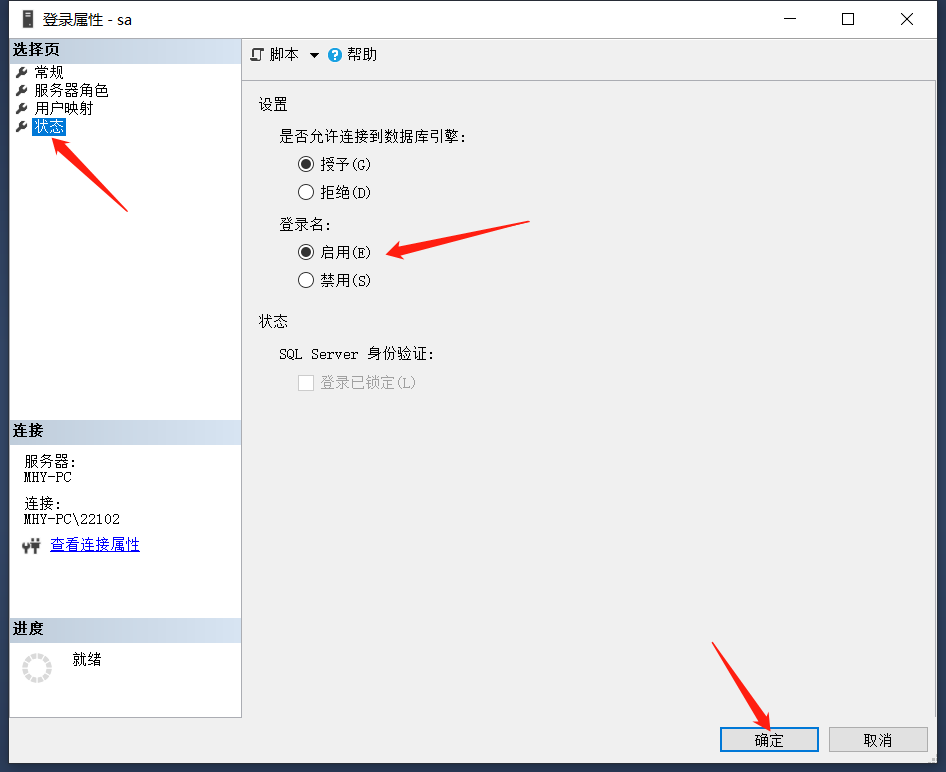 登录属性 - sa
选择页
常规
服务器角色
用户映射
状态
脚本
帮助
设置
是否允许连接到数据库引擎:
授予(G)
拒绝(D)
登录名:
启用(E)
禁用(S)
状态
SQL Server 身份验证:
登录已锁定(L)
连接
服务器:
MHY-PC
连接:
MHY-PC\22102
查看连接属性
进度
就绪
确定
取消